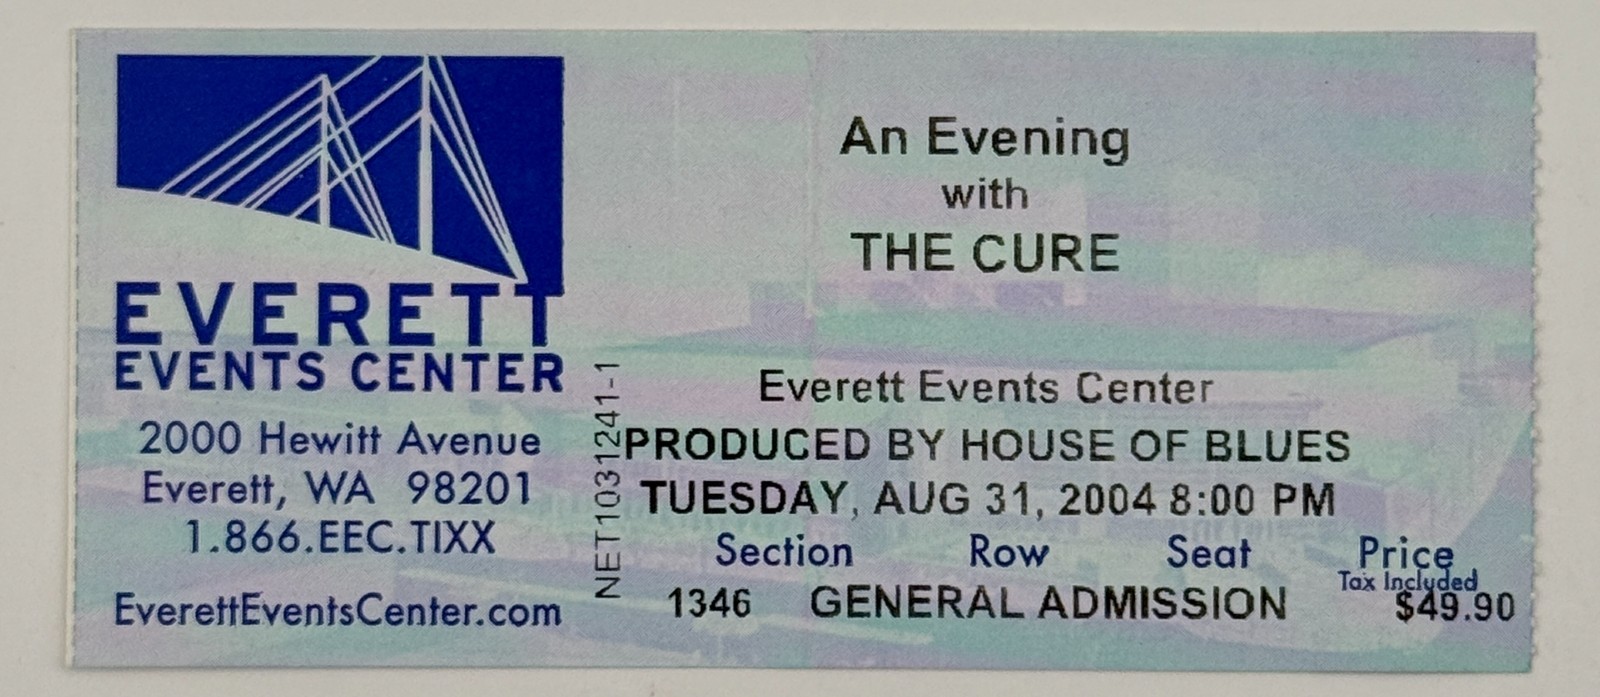 EVERETT
EVENTS CENTER
2000 Hewitt Avenue
Everett, WA 98201
1.866.EEC.TIXX
EverettEventsCenter.com
NET1031241-1
An Evening
with
THE CURE
Everett Events Center
PRODUCED BY HOUSE OF BLUES
TUESDAY, AUG 31, 2004 8:00 PM
Section Row Seat Price
Tax Included
1346 GENERAL ADMISSION $49.90